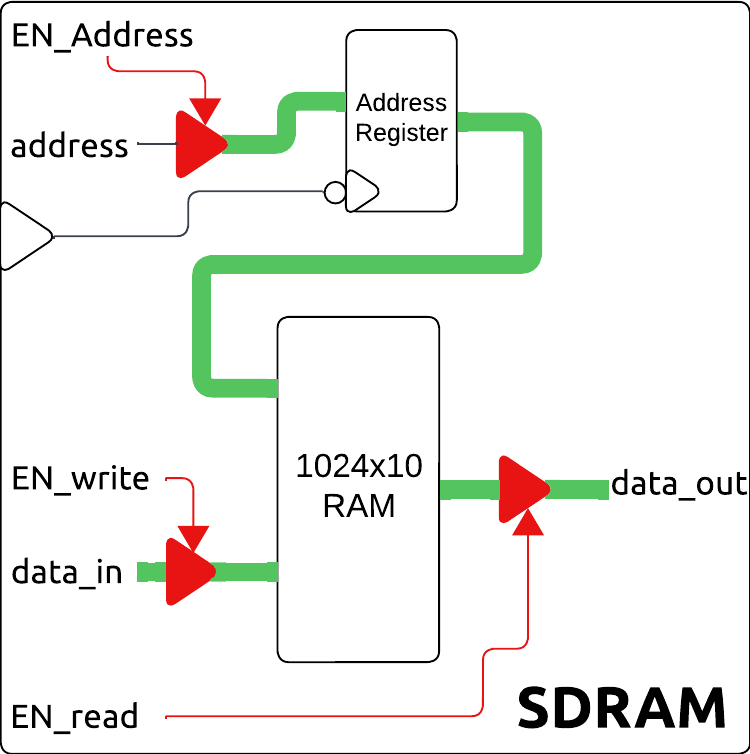 EN_Address
address
Address
Register
1024x10
RAM
EN_write
data_in
data_out
EN_read
SDRAM